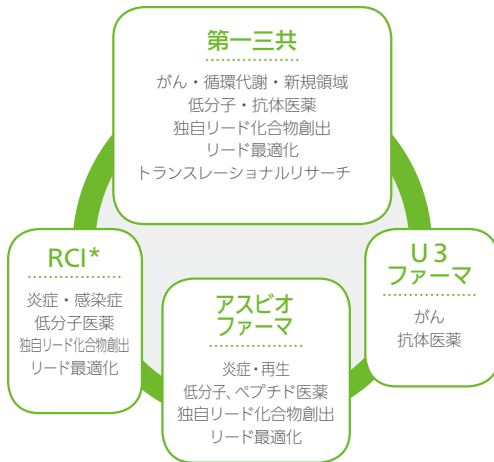 第一三共
がん・循環代謝・新規領域
低分子・抗体医薬
独自リード化合物創出
リード最適化
トランスレーショナルリサーチ
RCI*
炎症・感染症
低分子医薬
独自リード化合物創出
リード最適化
アスビオ
ファーマ
炎症・再生
低分子、ペプチド医薬
独自リード化合物創出
リード最適化
U3
ファーマ
がん
抗体医薬